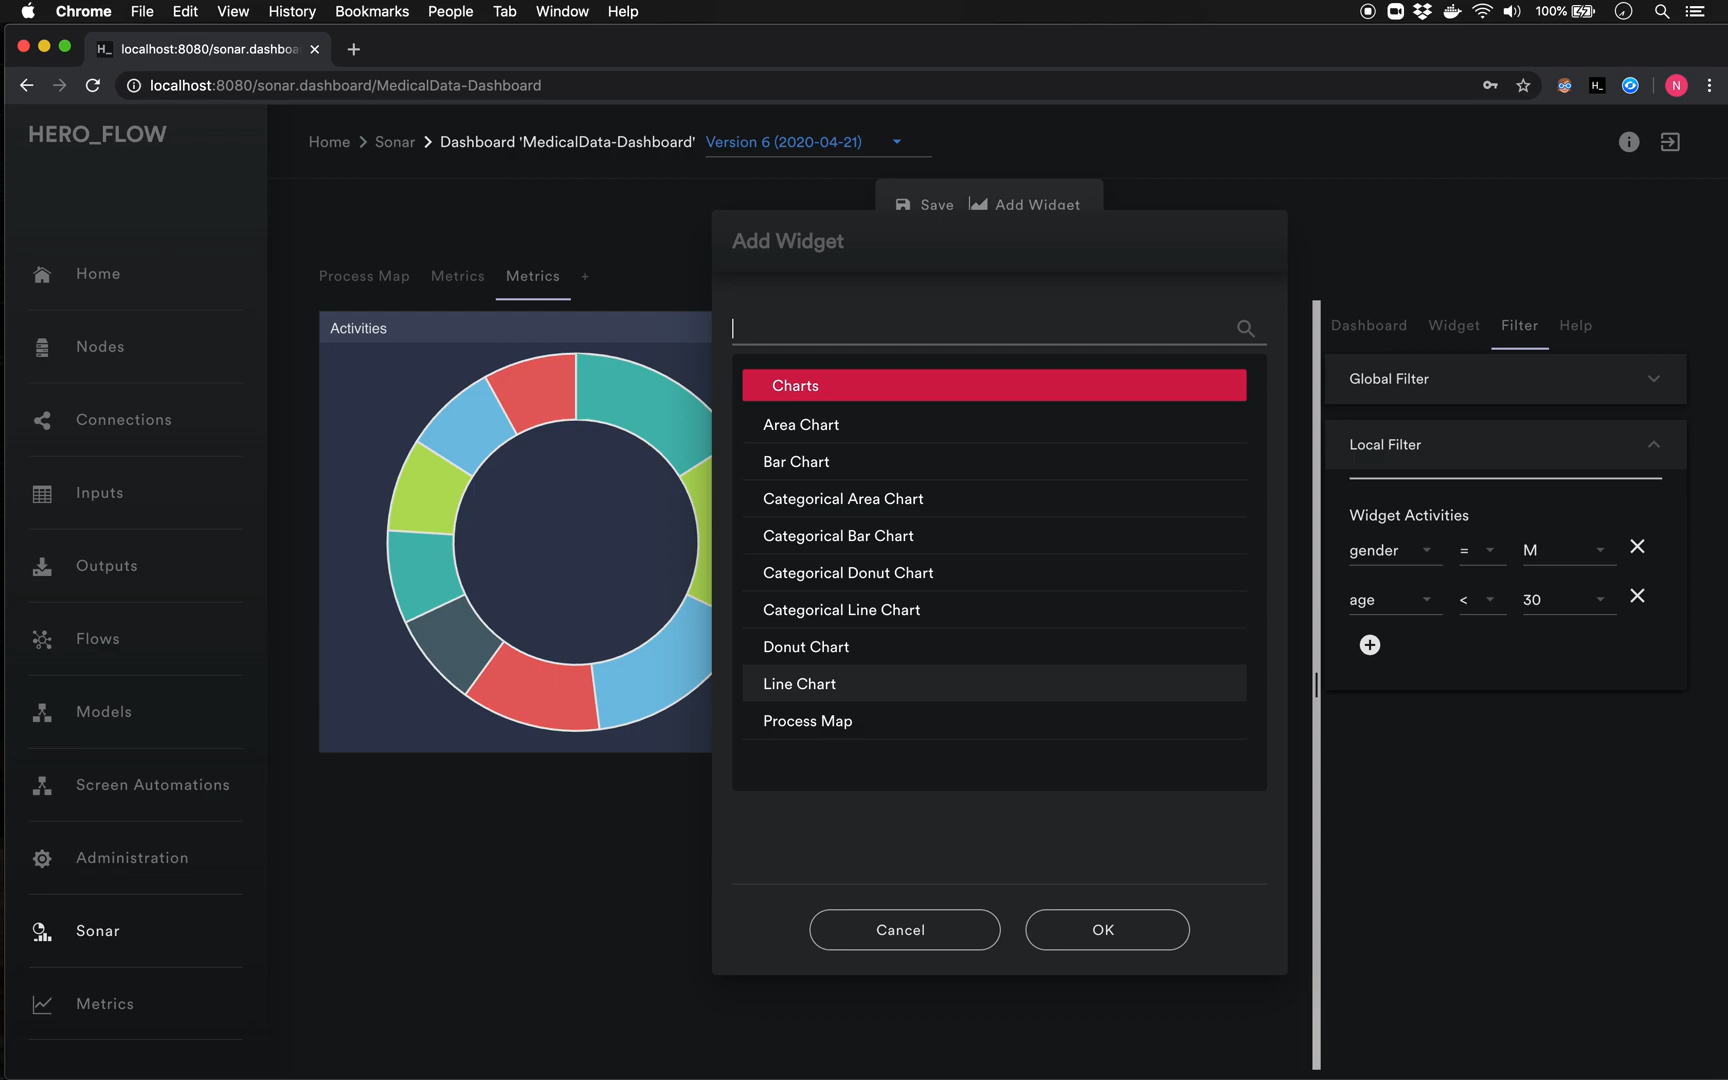 Chrome File Edit View History Bookmarks People Tab Window Help 100%
H_ localhost:8080/sonar.dashboa
localhost:8080/sonar.dashboard/MedicalData-Dashboard H_ N
HERO_FLOW
Home Sonar Dashboard 'MedicalData-Dashboard' Version 6 (2020-04-21)
Save Add Widget
Home
Nodes
Connections
Inputs
Outputs
Flows
Models
Screen Automations
Administration
Sonar
Metrics
Process Map Metrics Metrics +
Activities
Add Widget
Charts
Area Chart
Bar Chart
Categorical Area Chart
Categorical Bar Chart
Categorical Donut Chart
Categorical Line Chart
Donut Chart
Line Chart
Process Map
Cancel OK
Dashboard Widget Filter Help
Global Filter
Local Filter
Widget Activities
gender = M
age < 30